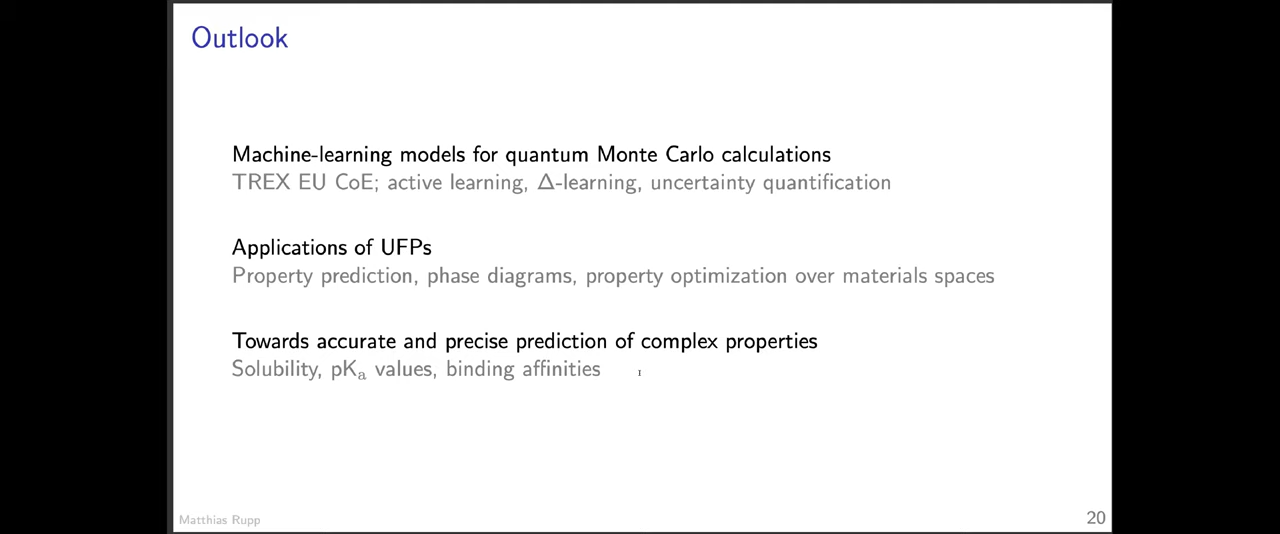 Outlook
Machine-learning models for quantum Monte Carlo calculations
TREX EU CoE; active learning, Δ-learning, uncertainty quantification
Applications of UFPs
Property prediction, phase diagrams, property optimization over materials spaces
Towards accurate and precise prediction of complex properties
Solubility, pKa values, binding affinities
Matthias Rupp
20